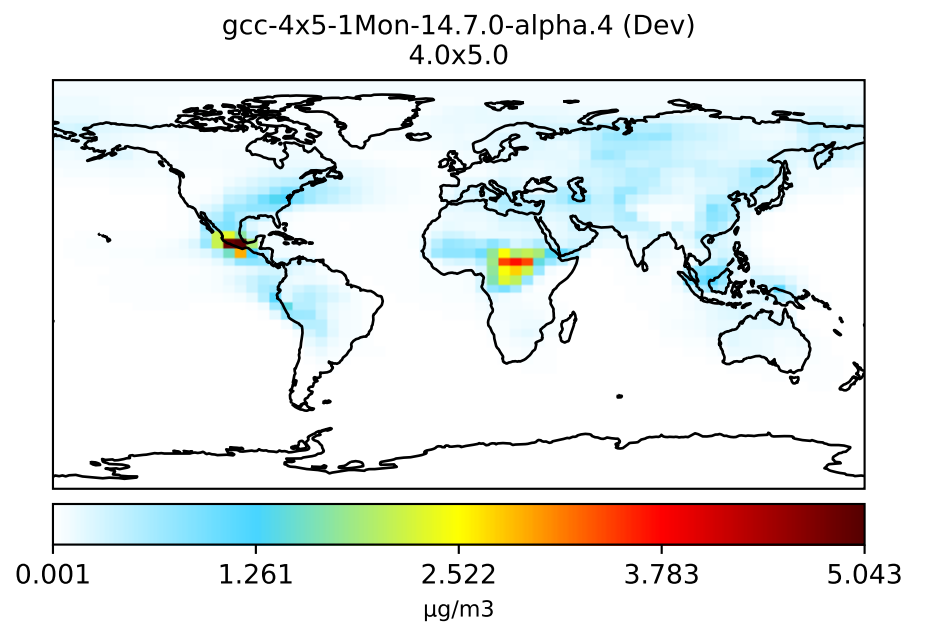 gcc-4x5-1Mon-14.7.0-alpha.4 (Dev)
4.0x5.0
0.001 1.261 2.522 3.783 5.043
μg/m3